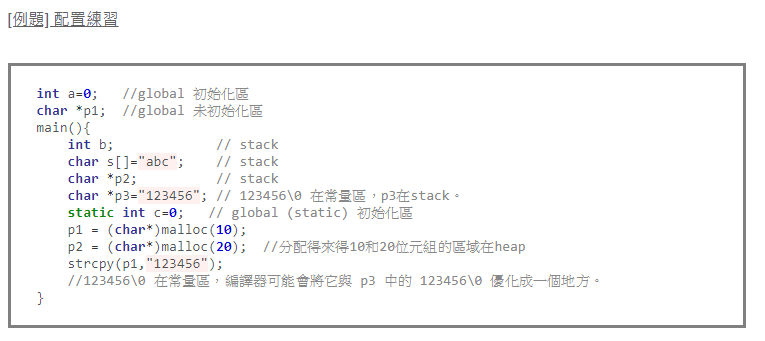 [例題] 配置練習
int a=0;   //global 初始化區
char *p1;  //global 未初始化區
main(){
    int b;             // stack
    char s[]="abc";    // stack
    char *p2;          // stack
    char *p3="123456"; // 123456\0 在常量區，p3在stack。
    static int c=0;   // global (static) 初始化區
    p1 = (char*)malloc(10);
    p2 = (char*)malloc(20);  //分配得來得10和20位元組的區域在heap
    strcpy(p1,"123456");
    //123456\0 在常量區，編譯器可能會將它與 p3 中的 123456\0 優化成一個地方。
}